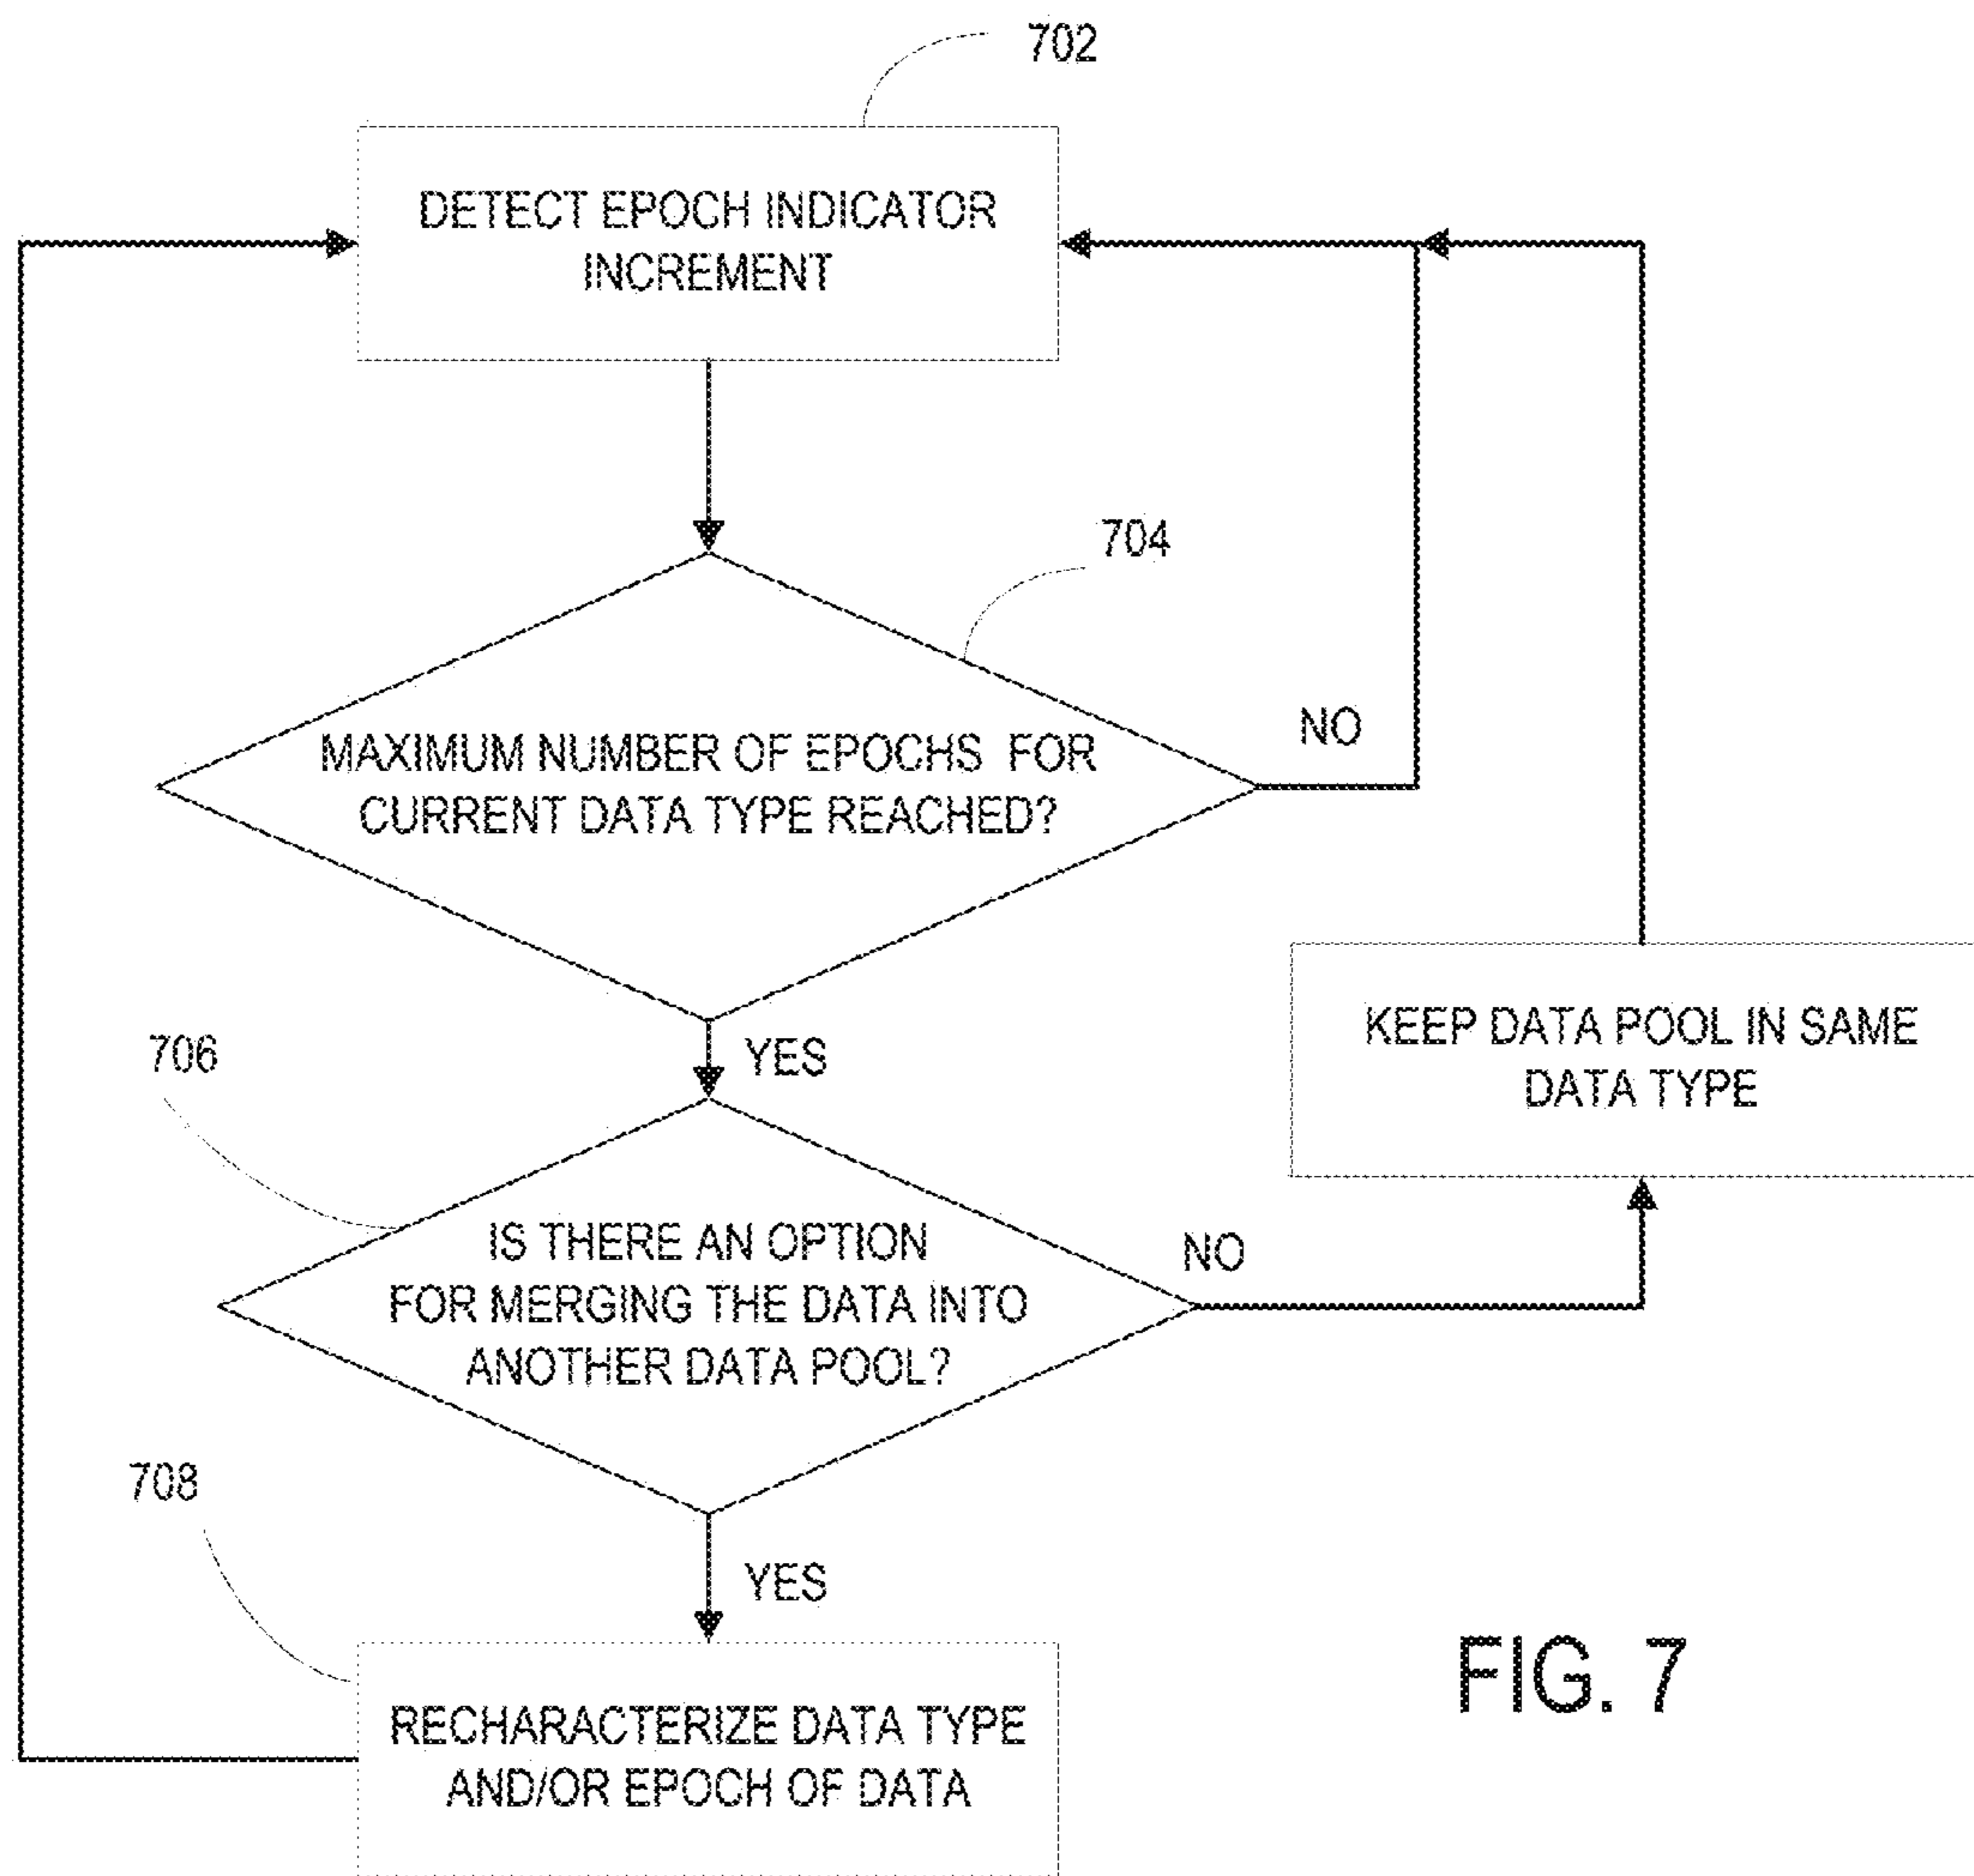 702
DETECT EPOCH INDICATOR
INCREMENT
704
MAXIMUM NUMBER OF EPOCHS FOR
CURRENT DATA TYPE REACHED?
NO
YES
KEEP DATA POOL IN SAME
DATA TYPE
706
IS THERE AN OPTION
FOR MERGING THE DATA INTO
ANOTHER DATA POOL?
NO
YES
708
RECHARACTERIZE DATA TYPE
AND/OR EPOCH OF DATA
FIG. 7